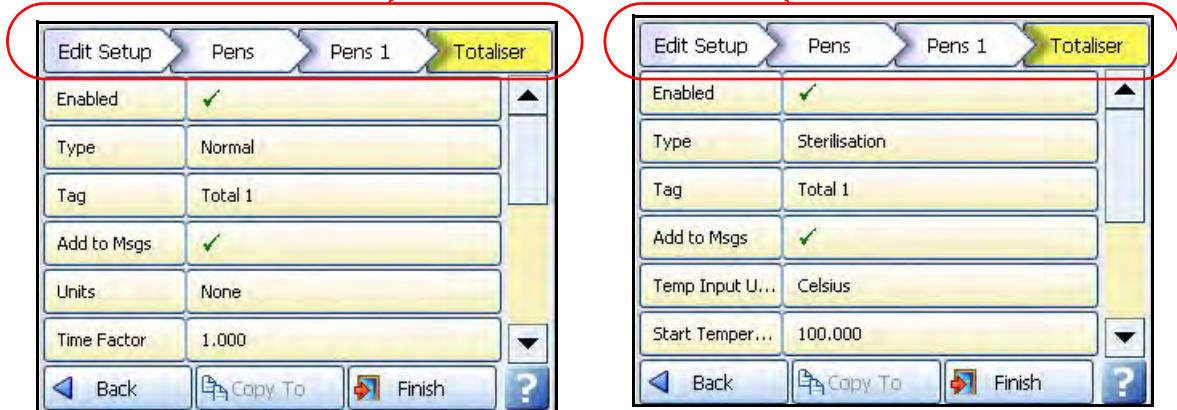 Edit Setup Pens Pens 1 Totaliser
Enabled ✓
Type Normal
Tag Total 1
Add to Msgs ✓
Units None
Time Factor 1.000
Back Copy To Finish ?
Edit Setup Pens Pens 1 Totaliser
Enabled ✓
Type Sterilisation
Tag Total 1
Add to Msgs ✓
Temp Input U... Celsius
Start Temper... 100.000
Back Copy To Finish ?